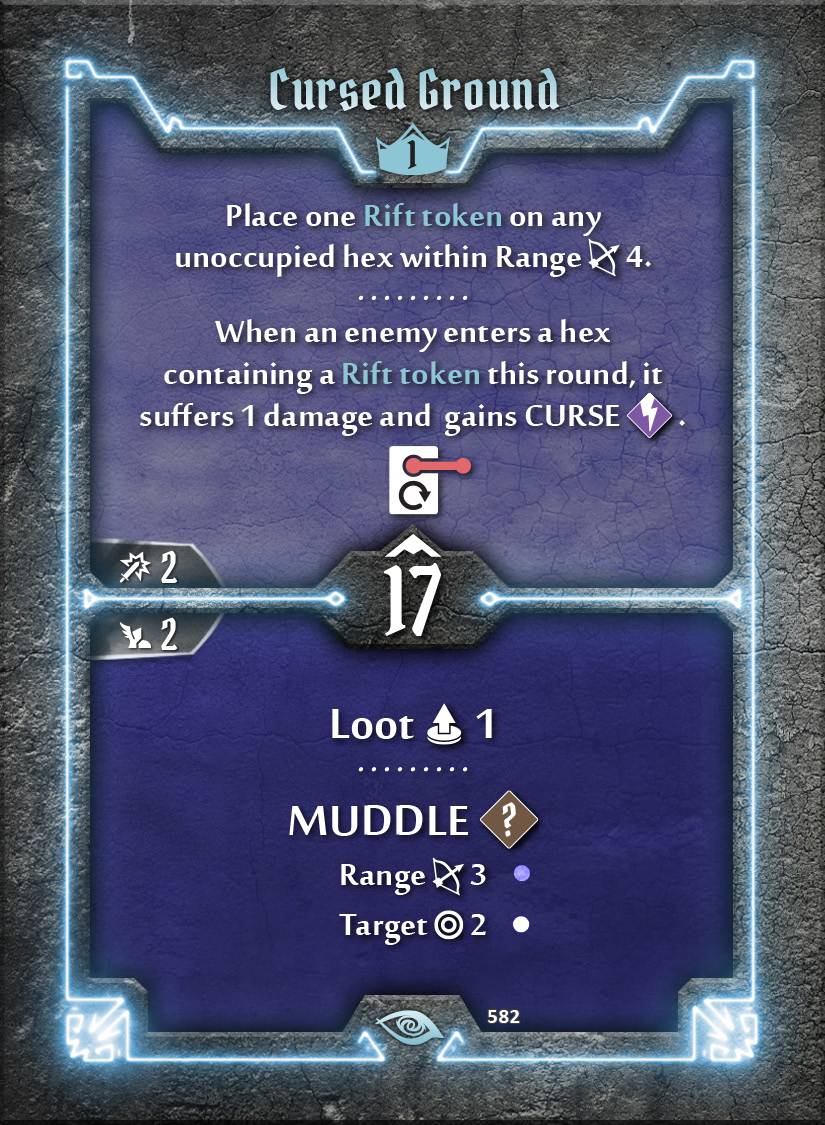 Cursed Ground
1
Place one Rift token on any
unoccupied hex within Range 4.
.........
When an enemy enters a hex
containing a Rift token this round, it
suffers 1 damage and gains CURSE .
2
17
2
Loot 1
.........
MUDDLE ?
Range 3
Target 2
582